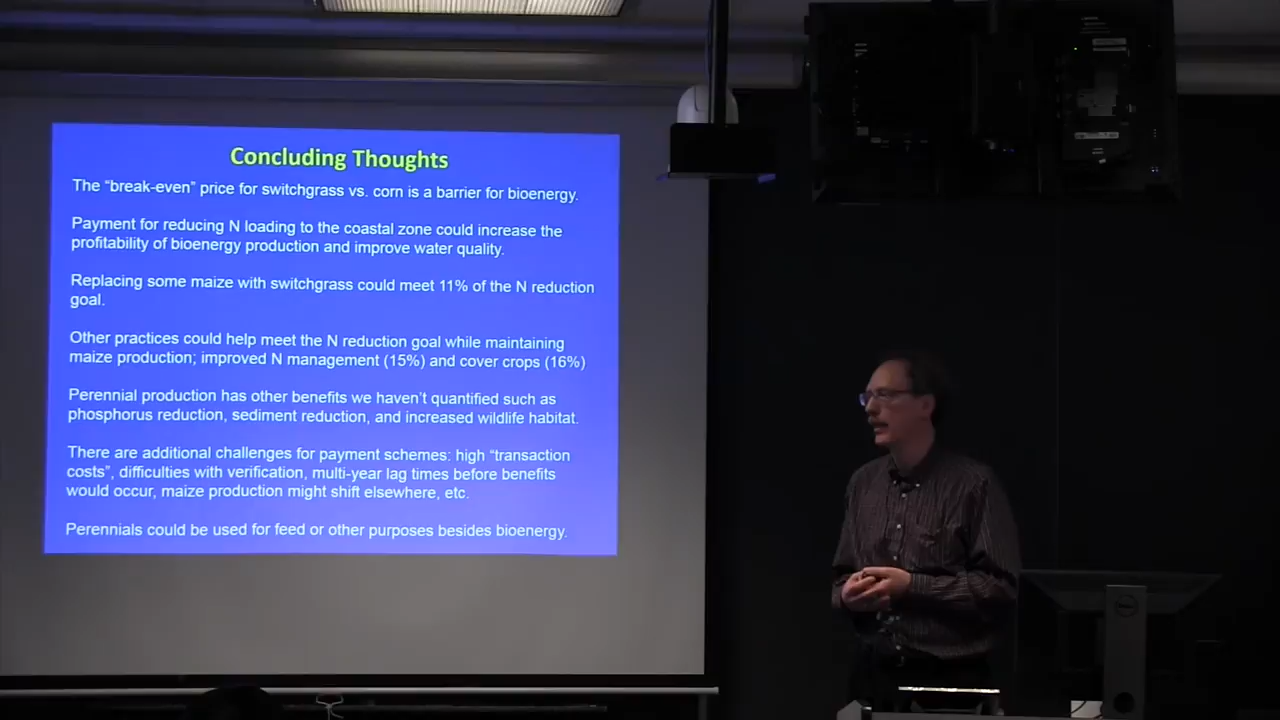 Concluding Thoughts
The “break-even” price for switchgrass vs. corn is a barrier for bioenergy.
Payment for reducing N loading to the coastal zone could increase the
profitability of bioenergy production and improve water quality.
Replacing some maize with switchgrass could meet 11% of the N reduction
goal.
Other practices could help meet the N reduction goal while maintaining
maize production; improved N management (15%) and cover crops (16%)
Perennial production has other benefits we haven’t quantified such as
phosphorus reduction, sediment reduction, and increased wildlife habitat.
There are additional challenges for payment schemes: high “transaction
costs”, difficulties with verification, multi-year lag times before benefits
would occur, maize production might shift elsewhere, etc.
Perennials could be used for feed or other purposes besides bioenergy.
DELL